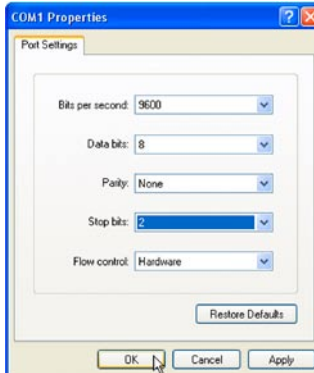 COM1 Properties
Port Settings
Bits per second: 9600
Data bits: 8
Parity: None
Stop bits: 2
Flow control: Hardware
Restore Defaults
OK Cancel Apply